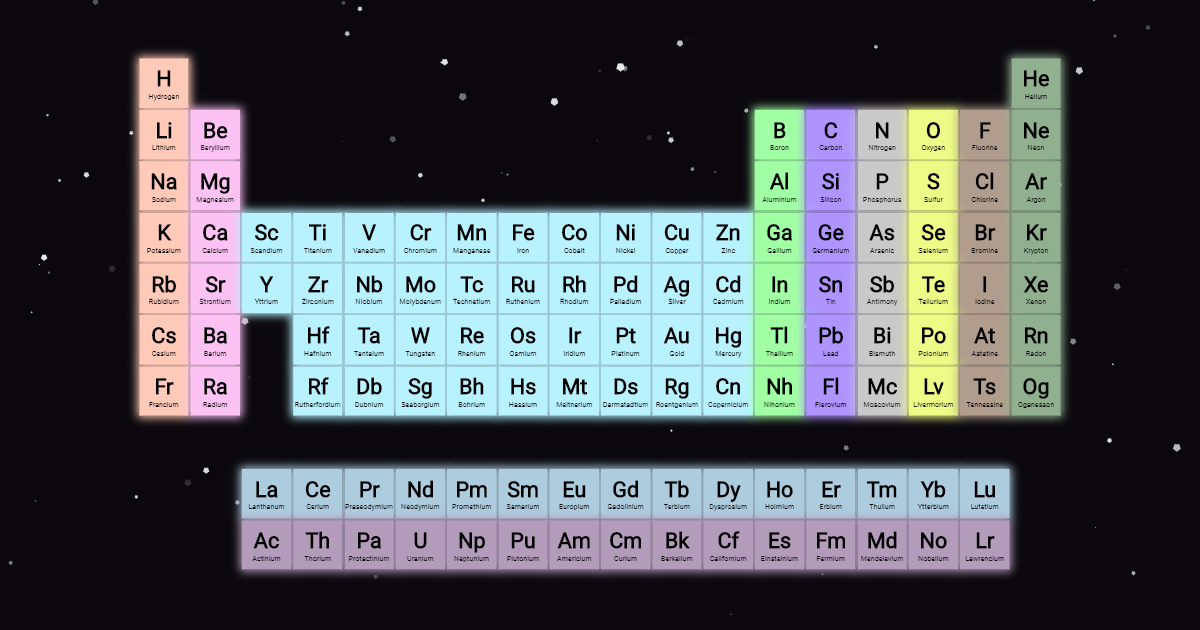 H He
Hydrogen Helium
Li Be B C N O F Ne
Lithium Beryllium Boron Carbon Nitrogen Oxygen Fluorine Neon
Na Mg Al Si P S Cl Ar
Sodium Magnesium Aluminium Silicon Phosphorus Sulfur Chlorine Argon
K Ca Sc Ti V Cr Mn Fe Co Ni Cu Zn Ga Ge As Se Br Kr
Potassium Calcium Scandium Titanium Vanadium Chromium Manganese Iron Cobalt Nickel Copper Zinc Gallium Germanium Arsenic Selenium Bromine Krypton
Rb Sr Y Zr Nb Mo Tc Ru Rh Pd Ag Cd In Sn Sb Te I Xe
Rubidium Strontium Yttrium Zirconium Niobium Molybdenum Technetium Ruthenium Rhodium Palladium Silver Cadmium Indium Tin Antimony Tellurium Iodine Xenon
Cs Ba Hf Ta W Re Os Ir Pt Au Hg Tl Pb Bi Po At Rn
Cesium Barium Hafnium Tantalum Tungsten Rhenium Osmium Iridium Platinum Gold Mercury Thallium Lead Bismuth Polonium Astatine Radon
Fr Ra Rf Db Sg Bh Hs Mt Ds Rg Cn Nh Fl Mc Lv Ts Og
Francium Radium Rutherfordium Dubnium Seaborgium Bohrium Hassium Meitnerium Darmstadtium Roentgenium Copernicium Nihonium Flerovium Moscovium Livermorium Tennessine Oganesson
La Ce Pr Nd Pm Sm Eu Gd Tb Dy Ho Er Tm Yb Lu
Lanthanum Cerium Praseodymium Neodymium Promethium Samarium Europium Gadolinium Terbium Dysprosium Holmium Erbium Thulium Ytterbium Lutetium
Ac Th Pa U Np Pu Am Cm Bk Cf Es Fm Md No Lr
Actinium Thorium Protactinium Uranium Neptunium Plutonium Americium Curium Berkelium Californium Einsteinium Fermium Mendelevium Nobelium Lawrencium